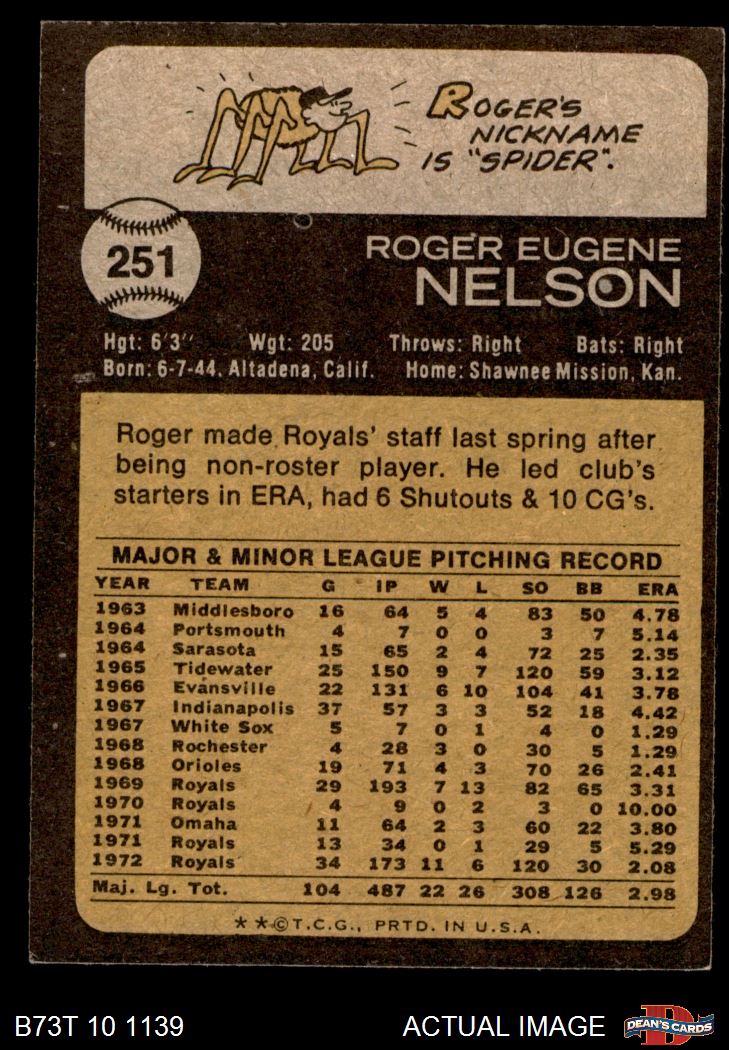 ROGER'S
NICKNAME
IS "SPIDER".
251
ROGER EUGENE
NELSON
Hgt: 6'3" Wgt: 205 Throws: Right Bats: Right
Born: 6-7-44, Altadena, Calif. Home: Shawnee Mission, Kan.
Roger made Royals' staff last spring after
being non-roster player. He led club's
starters in ERA, had 6 Shutouts & 10 CG's.
MAJOR & MINOR LEAGUE PITCHING RECORD
YEAR TEAM G IP W L SO BB ERA
1963 Middlesboro 16 64 5 4 83 50 4.78
1964 Portsmouth 4 7 0 0 3 7 5.14
1964 Sarasota 15 65 2 4 72 25 2.35
1965 Tidewater 25 150 9 7 120 59 3.12
1966 Evansville 22 131 6 10 104 41 3.78
1967 Indianapolis 37 57 3 3 52 18 4.42
1967 White Sox 5 7 0 1 4 0 1.29
1968 Rochester 4 28 3 0 30 5 1.29
1968 Orioles 19 71 4 3 70 26 2.41
1969 Royals 29 193 7 13 82 65 3.31
1970 Royals 4 9 0 2 3 0 10.00
1971 Omaha 11 64 2 3 60 22 3.80
1971 Royals 13 34 0 1 29 5 5.29
1972 Royals 34 173 11 6 120 30 2.08
Maj. Lg. Tot. 104 487 22 26 308 126 2.98
* *©T.C.G., PRTD. IN U.S.A.
B73T 10 1139 ACTUAL IMAGE DEAN'S CARDS